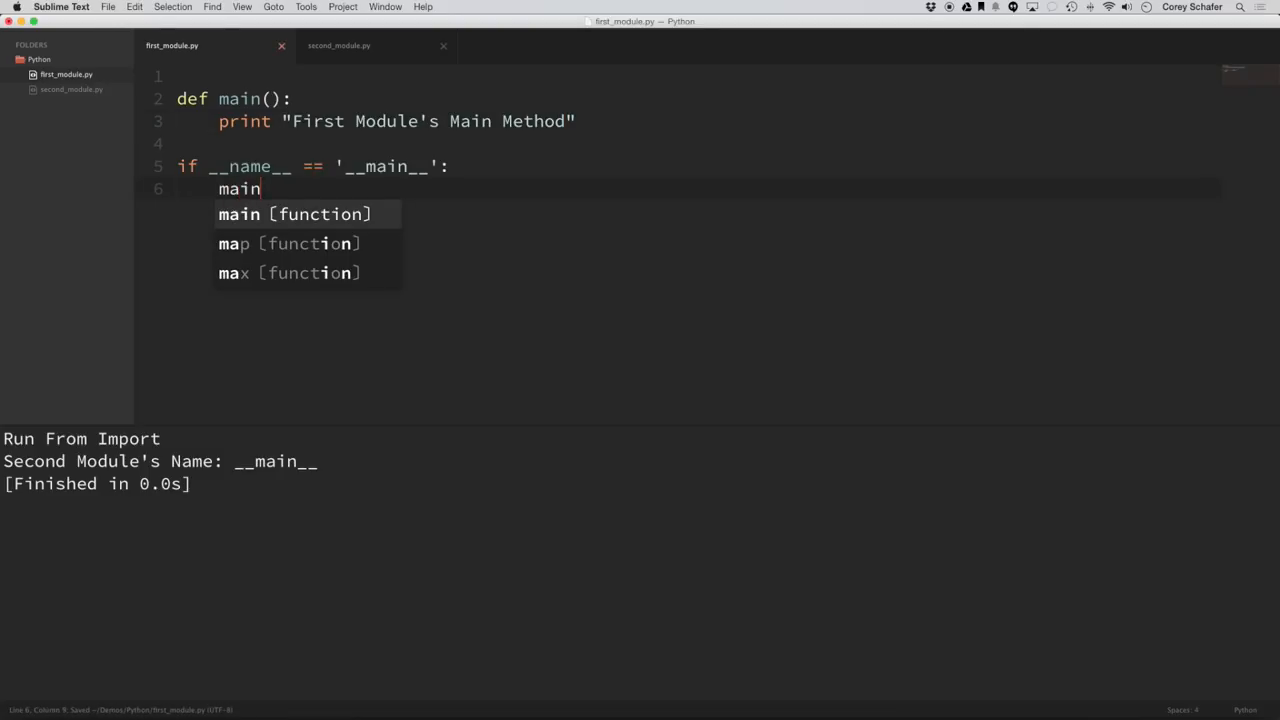 Sublime Text File Edit Selection Find View Goto Tools Project Window Help Corey Schafer
first_module.py — Python
FOLDERS
Python
first_module.py
second_module.py
first_module.py second_module.py
1
2 def main():
3 print "First Module's Main Method"
4
5 if __name__ == '__main__':
6 main
main [function]
map [function]
max [function]
Run From Import
Second Module's Name: __main__
[Finished in 0.0s]
Line 6, Column 9, Saved ~/Demos/Python/first_module.py (UTF-8) Spaces: 4 Python